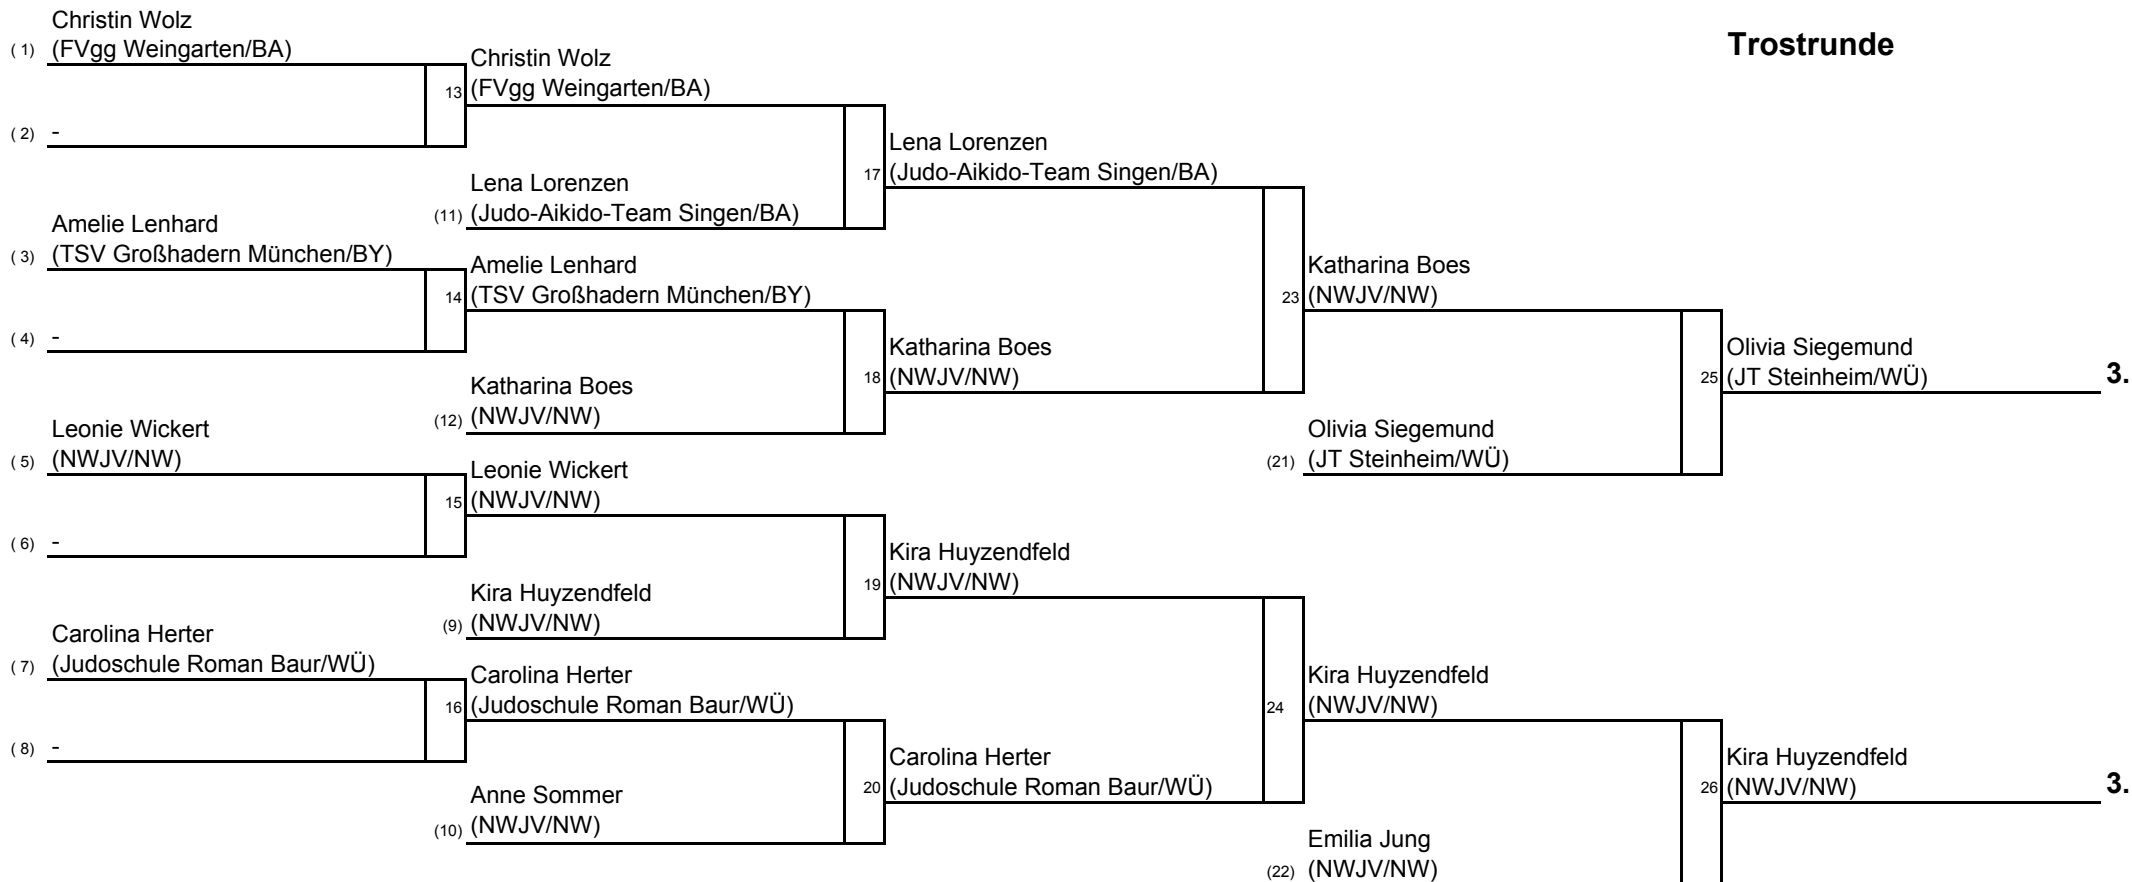 Trostrunde
Christin Wolz
( 1) (FVgg Weingarten/BA)
( 2) -
Amelie Lenhard
( 3) (TSV Großhadern München/BY)
( 4) -
Leonie Wickert
( 5) (NWJV/NW)
( 6) -
Carolina Herter
( 7) (Judoschule Roman Baur/WÜ)
( 8) -
13
Christin Wolz
(FVgg Weingarten/BA)
Lena Lorenzen
(11) (Judo-Aikido-Team Singen/BA)
14
Amelie Lenhard
(TSV Großhadern München/BY)
Katharina Boes
(12) (NWJV/NW)
15
Leonie Wickert
(NWJV/NW)
Kira Huyzendfeld
(9) (NWJV/NW)
16
Carolina Herter
(Judoschule Roman Baur/WÜ)
Anne Sommer
(10) (NWJV/NW)
17
Lena Lorenzen
(Judo-Aikido-Team Singen/BA)
18
Katharina Boes
(NWJV/NW)
19
Kira Huyzendfeld
(NWJV/NW)
20
Carolina Herter
(Judoschule Roman Baur/WÜ)
23
Katharina Boes
(NWJV/NW)
Olivia Siegemund
(21) (JT Steinheim/WÜ)
24
Kira Huyzendfeld
(NWJV/NW)
Emilia Jung
(22) (NWJV/NW)
25
Olivia Siegemund
(JT Steinheim/WÜ)
3.
26
Kira Huyzendfeld
(NWJV/NW)
3.